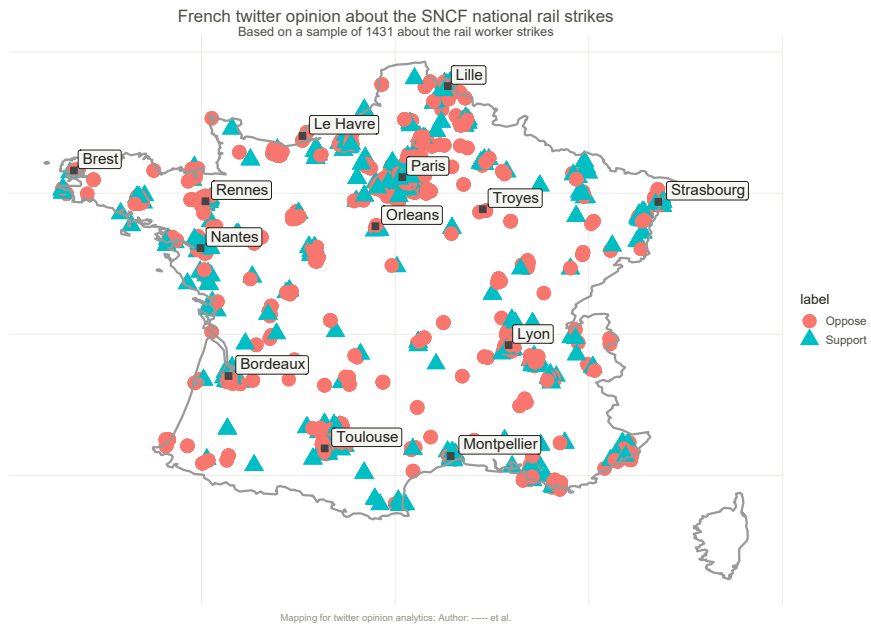 French twitter opinion about the SNCF national rail strikes
Based on a sample of 1431 about the rail worker strikes
Lille
Le Havre
Brest
Paris
Rennes
Troyes
Strasbourg
Orleans
Nantes
label
Oppose
Support
Lyon
Bordeaux
Toulouse
Montpellier
Mapping for twitter opinion analytics; Author: ----- et al.